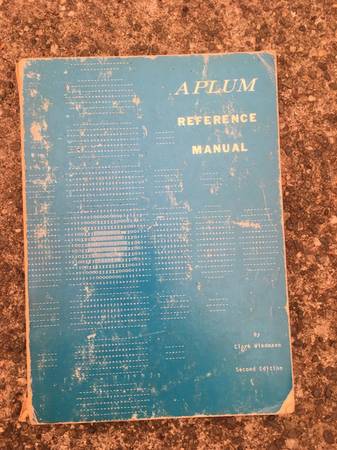 APLUM
REFERENCE
MANUAL
By
Clark Wiedmann
Second Edition